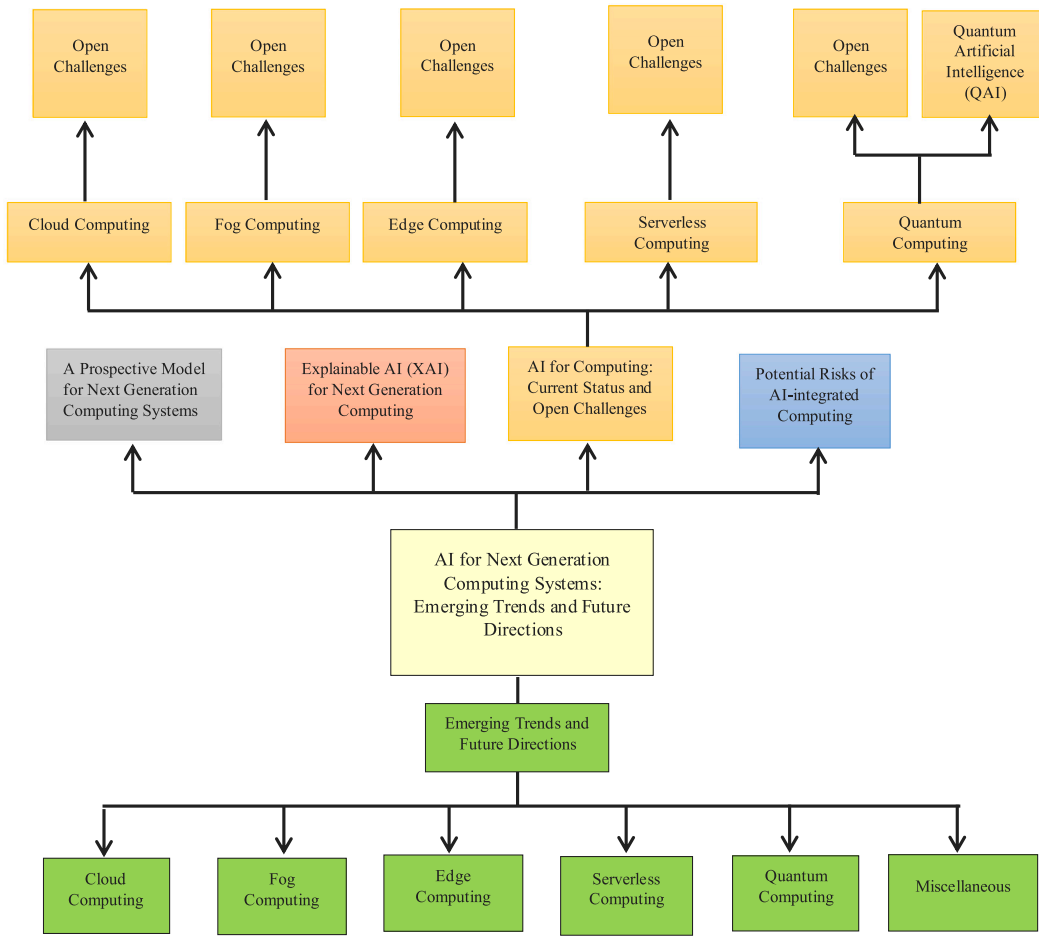 Open
Challenges
Open
Challenges
Open
Challenges
Open
Challenges
Open
Challenges
Quantum
Artificial
Intelligence
(QAI)
Cloud Computing
Fog Computing
Edge Computing
Serverless
Computing
Quantum
Computing
A Prospective Model
for Next Generation
Computing Systems
Explainable AI (XAI)
for Next Generation
Computing
AI for Computing:
Current Status and
Open Challenges
Potential Risks of
AI-integrated
Computing
AI for Next Generation
Computing Systems:
Emerging Trends and Future
Directions
Emerging Trends and
Future Directions
Cloud
Computing
Fog
Computing
Edge
Computing
Serverless
Computing
Quantum
Computing
Miscellaneous